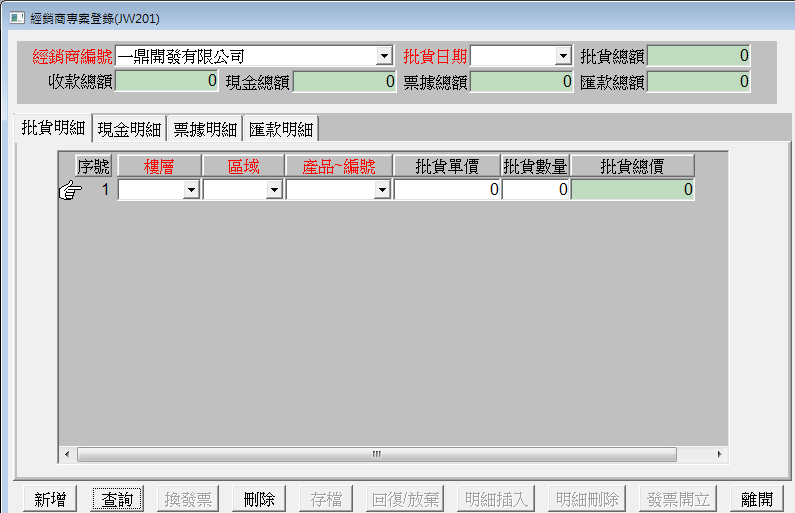 經銷商專案登錄(JW201)
經銷商編號 一鼎開發有限公司 批貨日期 批貨總額 0
收款總額 0 現金總額 0 票據總額 0 匯款總額 0
批貨明細 現金明細 票據明細 匯款明細
序號 樓層 區域 產品~編號 批貨單價 批貨數量 批貨總價
1 0 0 0
新增 查詢 換發票 刪除 存檔 回復/放棄 明細插入 明細刪除 發票開立 離開